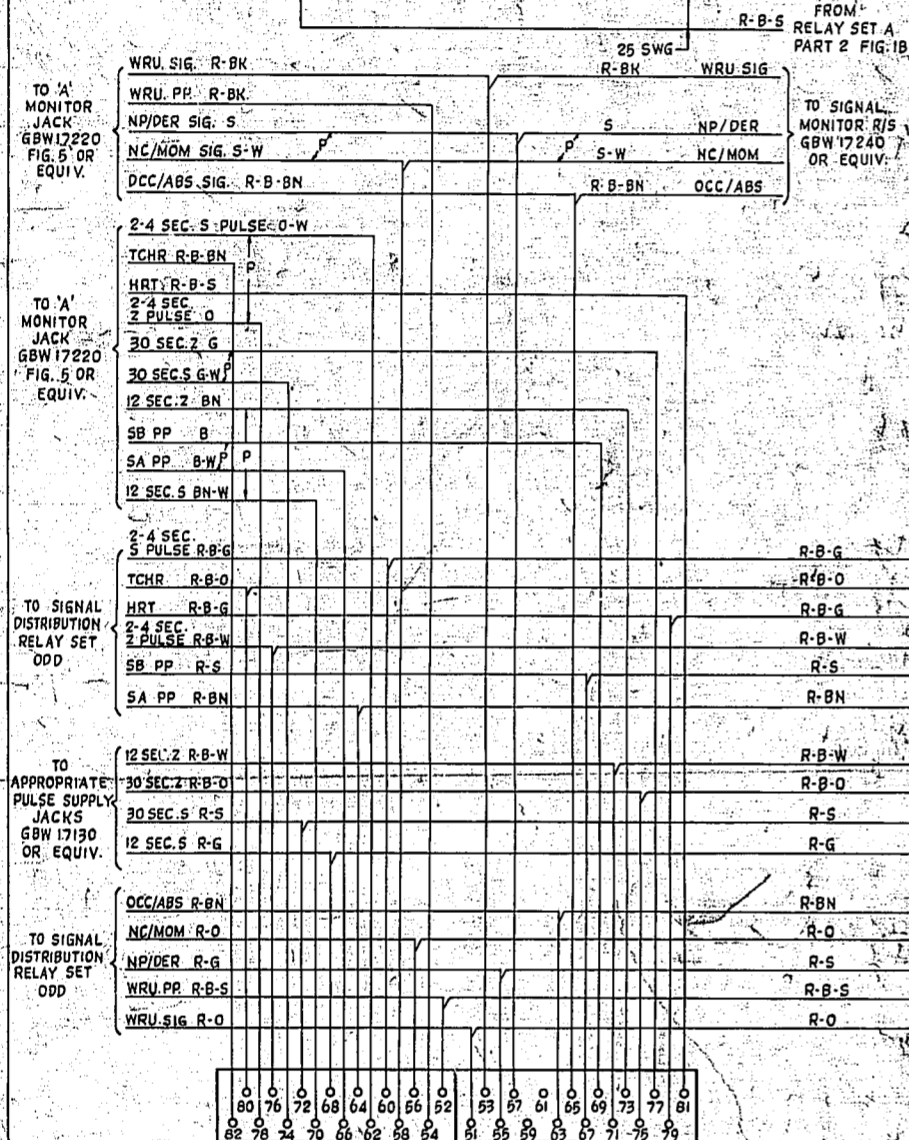 R-B-S
FROM
RELAY SET A
PART 2 FIG. 1B
25 SWG
TO 'A'
MONITOR
JACK
GBW 17220
FIG. 5 OR
EQUIV.
WRU. SIG. R-BK
WRU. PP. R-BK.
NP/DER SIG. S
NC/MOM SIG. S-W
OCC/ABS. SIG. R-B-BN
P
R-BK WRU SIG
S NP/DER
S-W NC/MOM
R-B-BN OCC/ABS
P
TO SIGNAL
MONITOR R/S
GBW 17240
OR EQUIV.
TO 'A'
MONITOR
JACK
GBW 17220
FIG. 5 OR
EQUIV.
2-4 SEC. S PULSE O-W
TCHR R-B-BN
P
HRT R-B-S
2-4 SEC.
2 PULSE O
30 SEC. Z G
30 SEC. S G-W
P
12 SEC. Z BN
SB PP B
SA PP B-W
P
P
12 SEC. S BN-W
TO SIGNAL
DISTRIBUTION
RELAY SET
ODD
2-4 SEC.
S PULSE R-B-G
TCHR R-B-O
HRT R-B-G
2-4 SEC.
2 PULSE R-B-W
SB PP R-S
SA PP R-BN
R-B-G
R-B-O
R-B-G
R-B-W
R-S
R-BN
TO
APPROPRIATE
PULSE SUPPLY
JACKS
GBW 17130
OR EQUIV.
12 SEC. Z R-B-W
30 SEC. Z R-B-O
30 SEC. S R-S
12 SEC. S R-G
R-B-W
R-B-O
R-S
R-G
TO SIGNAL
DISTRIBUTION
RELAY SET
ODD
OCC/ABS R-BN
NC/MOM R-O
NP/DER R-G
WRU. PP. R-B-S
WRU. SIG R-O
R-BN
R-O
R-S
R-B-S
R-O
80 76 72 68 64 60 56 52 53 57 61 65 69 73 77 81
82 78 74 70 66 62 58 54 51 55 59 63 67 71 75 79